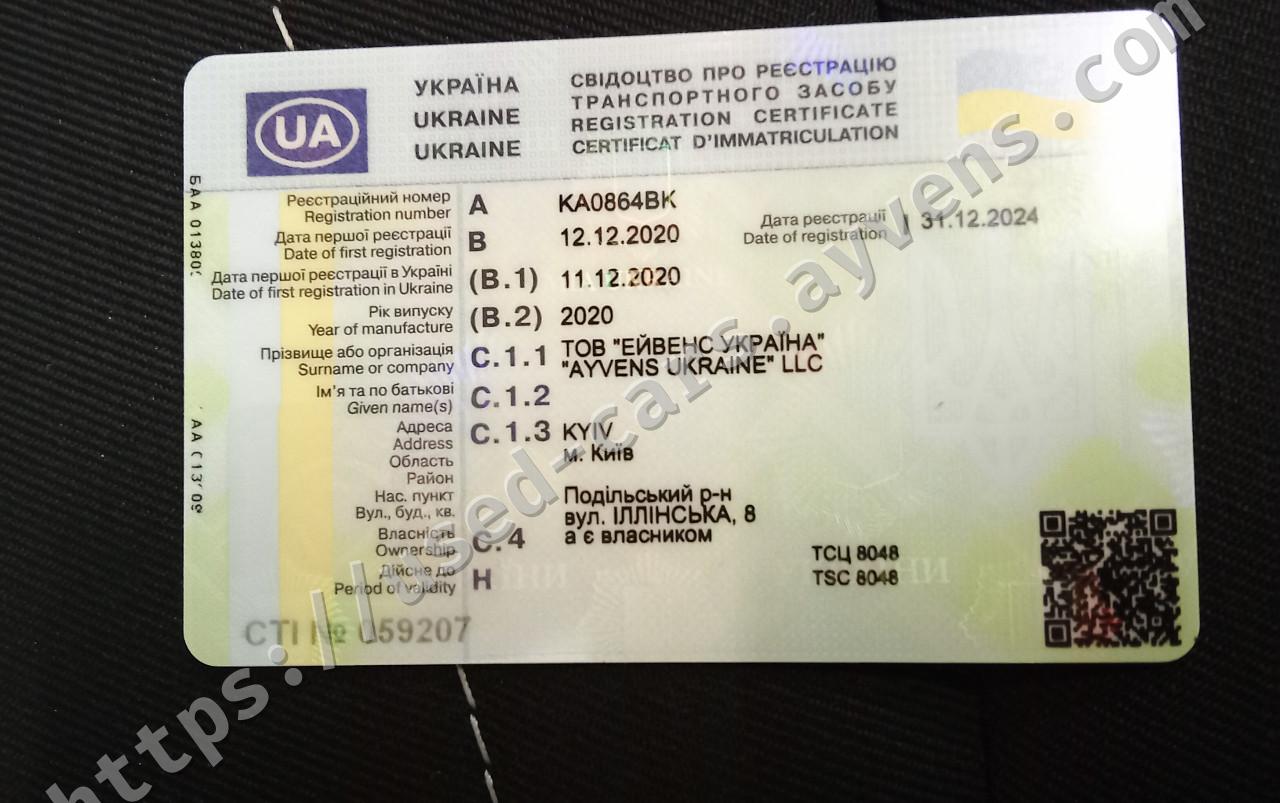 UA
УКРАЇНА
UKRAINE
UKRAINE
СВІДОЦТВО ПРО РЕЄСТРАЦІЮ
ТРАНСПОРТНОГО ЗАСОБУ
REGISTRATION CERTIFICATE
CERTIFICAT D'IMMATRICULATION
Реєстраційний номер
Registration number
A
KA0864BK
Дата реєстрації
Date of registration
I
31.12.2024
Дата першої реєстрації
Date of first registration
B
12.12.2020
Дата першої реєстрації в Україні
Date of first registration in Ukraine
(B.1)
11.12.2020
Рік випуску
Year of manufacture
(B.2)
2020
Прізвище або організація
Surname or company
C.1.1
ТОВ "ЕЙВЕНС УКРАЇНА"
"AYVENS UKRAINE" LLC
Ім'я та по батькові
Given name(s)
C.1.2
Адреса
Address
Область
Район
Нас. пункт
Вул., буд., кв.
C.1.3
KYIV
м. Київ
Подільський р-н
вул. ІЛЛІНСЬКА, 8
Власність
Ownership
C.4
а є власником
Дійсне до
Period of validity
H
ТСЦ 8048
TSC 8048
СТІ № 059207
https://used-cars.ayvens.com